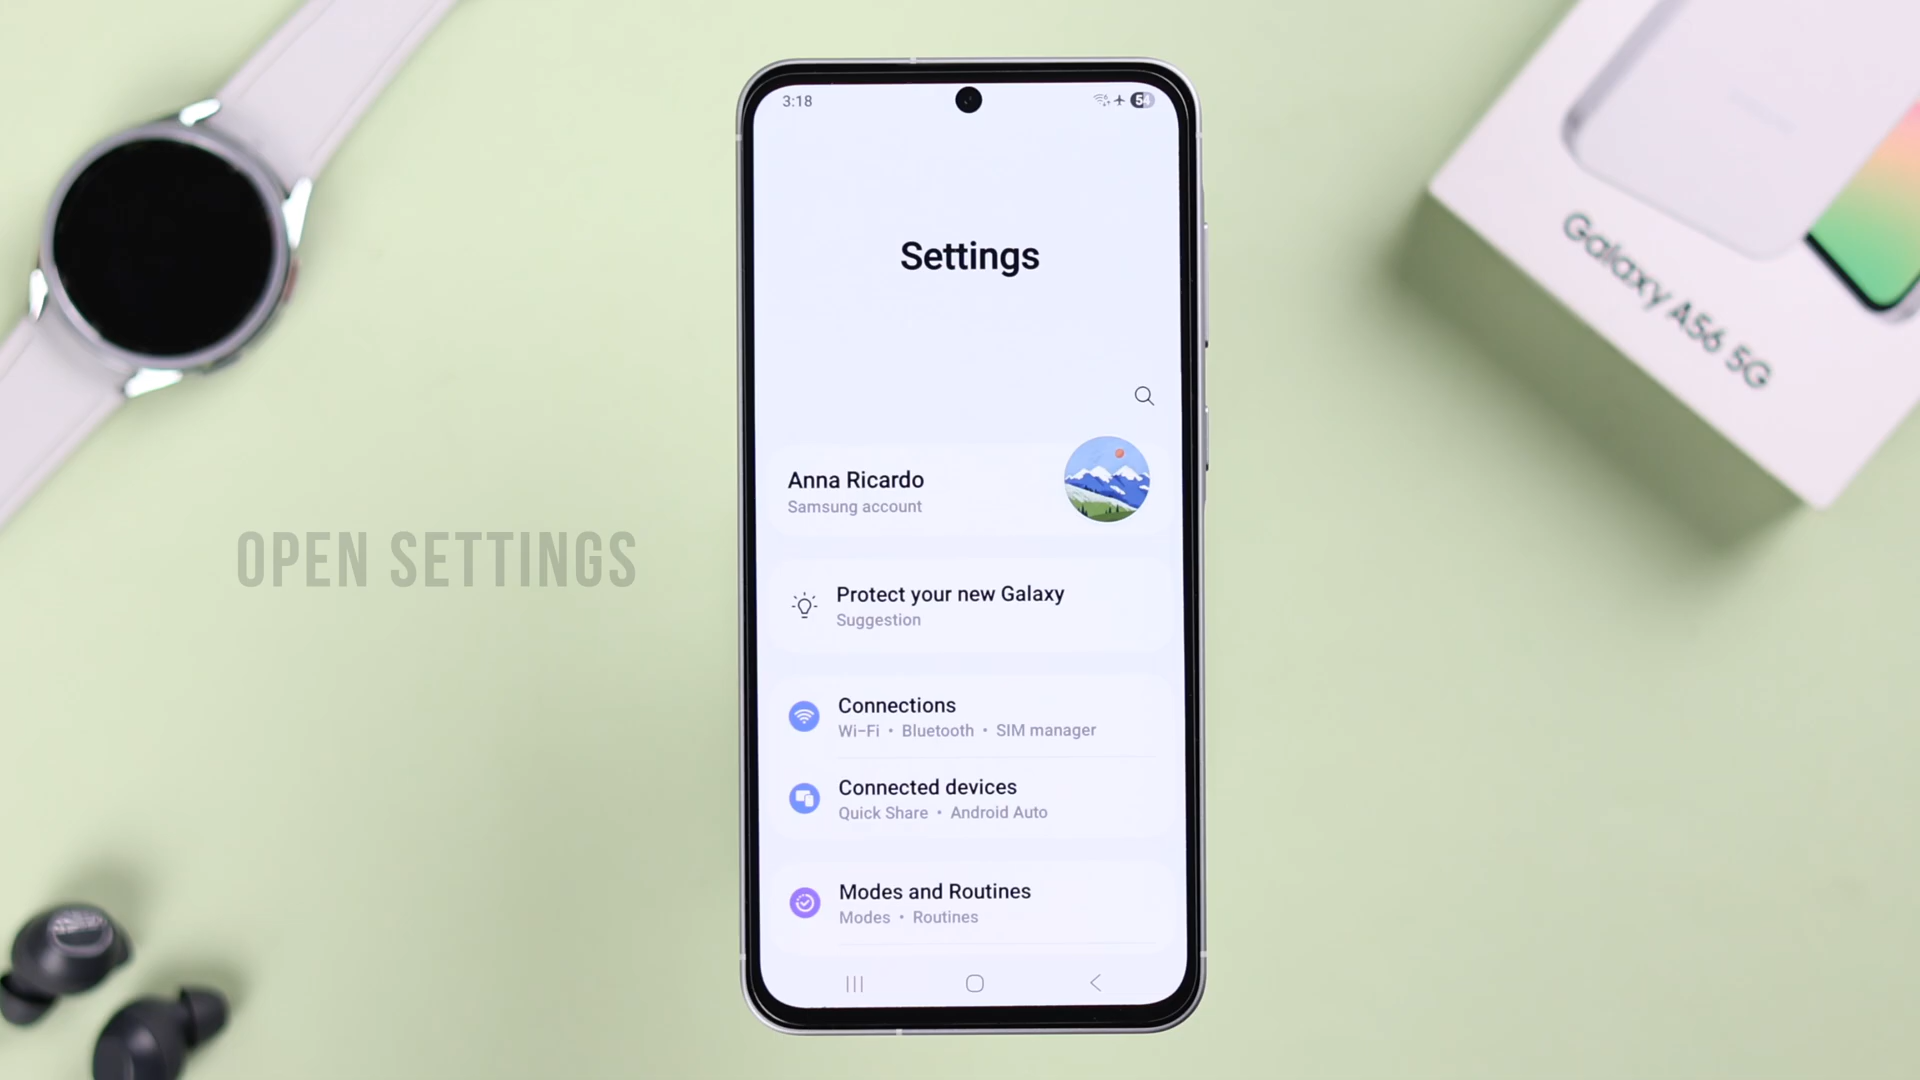 3:18
54
Settings
Anna Ricardo
Samsung account
Protect your new Galaxy
Suggestion
Connections
Wi-Fi • Bluetooth • SIM manager
Connected devices
Quick Share • Android Auto
Modes and Routines
Modes • Routines
OPEN SETTINGS
Galaxy A56 5G